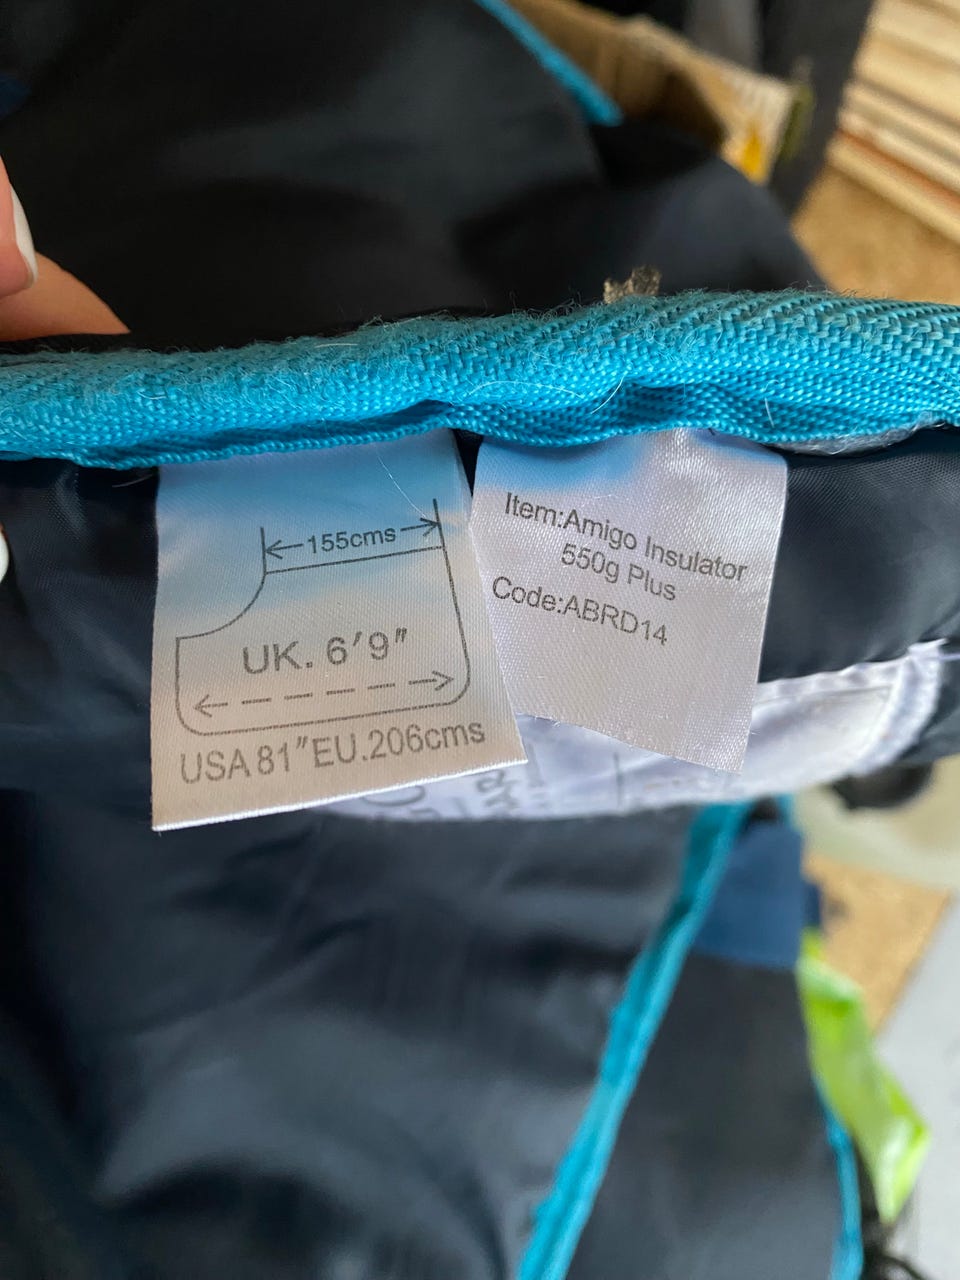 155cms
UK. 6'9"
USA 81" EU.206cms
Item:Amigo Insulator
550g Plus
Code:ABRD14